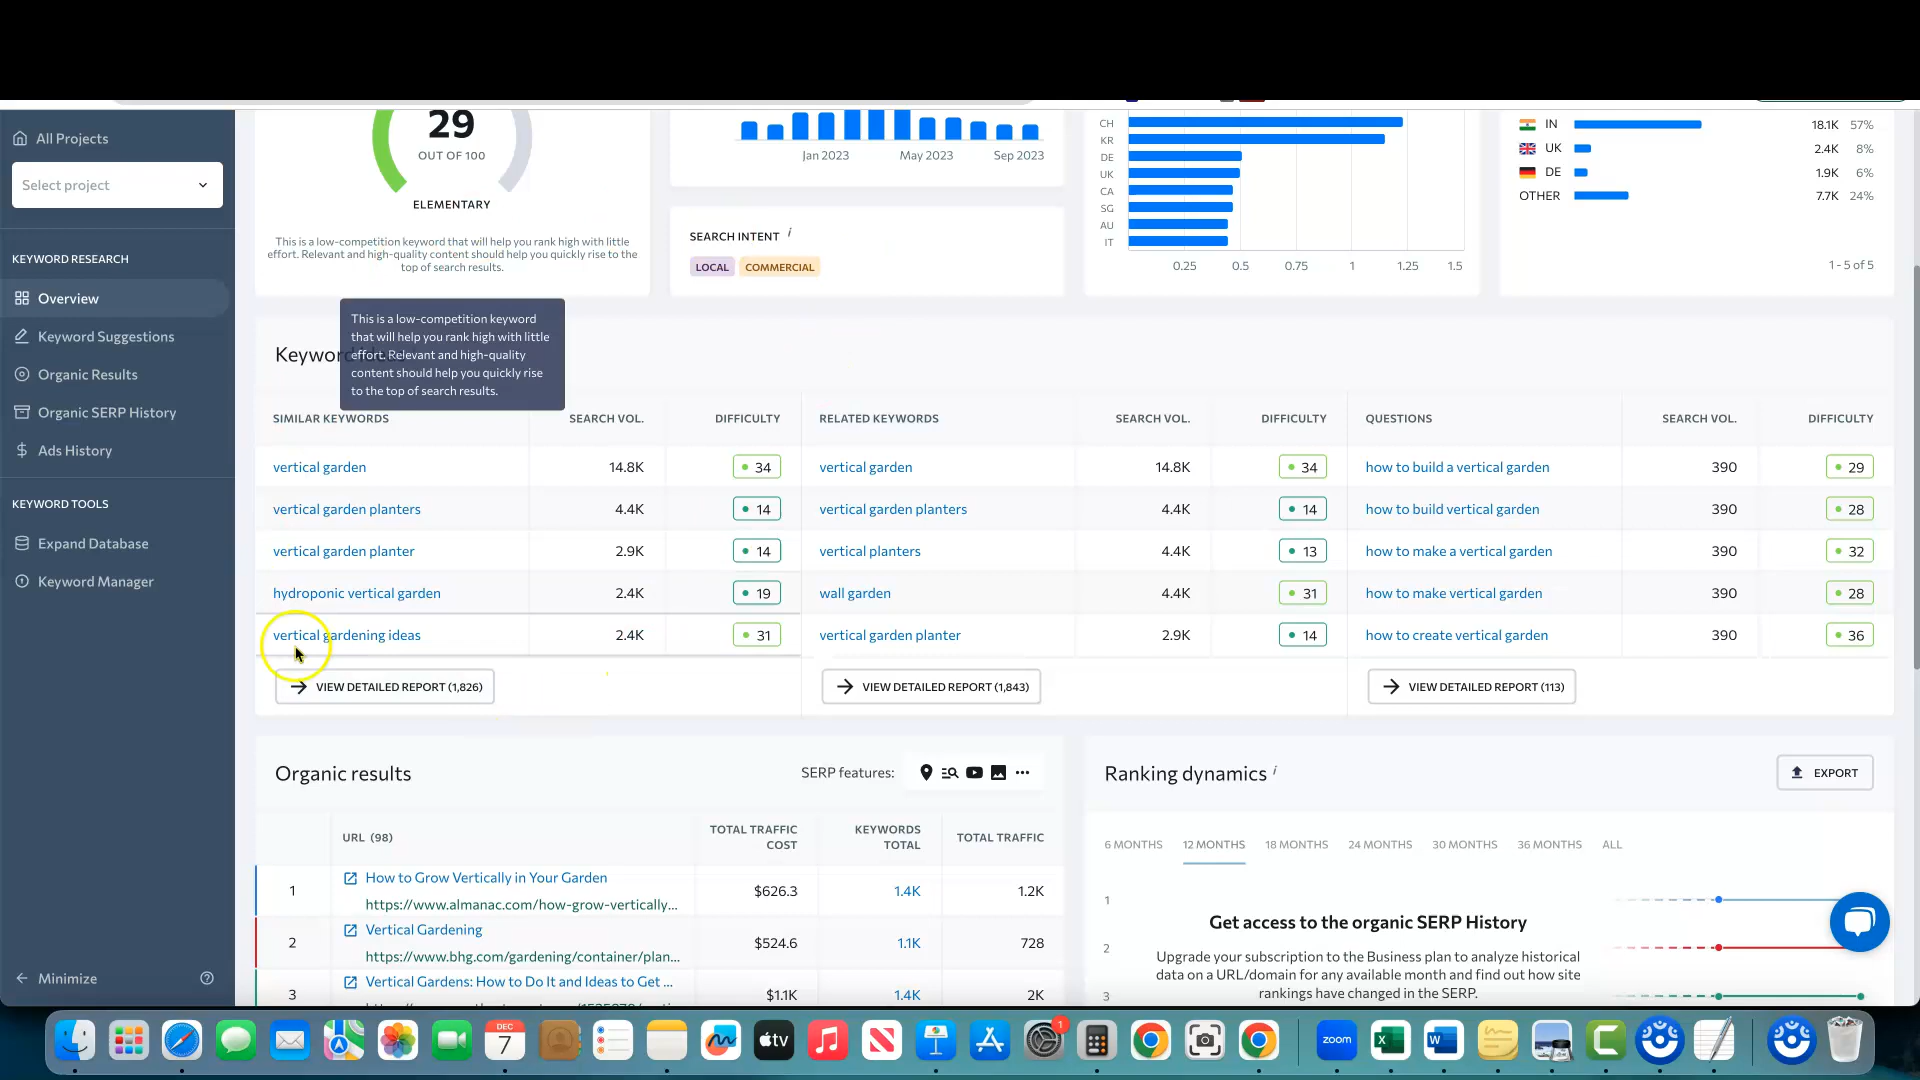 All Projects
Select project
KEYWORD RESEARCH
Overview
Keyword Suggestions
Organic Results
Organic SERP History
Ads History
KEYWORD TOOLS
Expand Database
Keyword Manager
Minimize
29
OUT OF 100
ELEMENTARY
This is a low-competition keyword that will help you rank high with little
effort. Relevant and high-quality content should help you quickly rise to the
top of search results.
Jan 2023 May 2023 Sep 2023
SEARCH INTENT i
LOCAL COMMERCIAL
CH
KR
DE
UK
CA
SG
AU
IT
0.25 0.5 0.75 1 1.25 1.5
IN 18.1K 57%
UK 2.4K 8%
DE 1.9K 6%
OTHER 7.7K 24%
1 - 5 of 5
This is a low-competition keyword
that will help you rank high with little
effort. Relevant and high-quality
content should help you quickly rise
to the top of search results.
SIMILAR KEYWORDS SEARCH VOL. DIFFICULTY
vertical garden 14.8K 34
vertical garden planters 4.4K 14
vertical garden planter 2.9K 14
hydroponic vertical garden 2.4K 19
vertical gardening ideas 2.4K 31
VIEW DETAILED REPORT (1,826)
RELATED KEYWORDS SEARCH VOL. DIFFICULTY
vertical garden 14.8K 34
vertical garden planters 4.4K 14
vertical planters 4.4K 13
wall garden 4.4K 31
vertical garden planter 2.9K 14
VIEW DETAILED REPORT (1,843)
QUESTIONS SEARCH VOL. DIFFICULTY
how to build a vertical garden 390 29
how to build vertical garden 390 28
how to make a vertical garden 390 32
how to make vertical garden 390 28
how to create vertical garden 390 36
VIEW DETAILED REPORT (113)
Organic results SERP features:
URL (98) TOTAL TRAFFIC COST KEYWORDS TOTAL TOTAL TRAFFIC
1 How to Grow Vertically in Your Garden $626.3 1.4K 1.2K
https://www.almanac.com/how-grow-vertically...
2 Vertical Gardening $524.6 1.1K 728
https://www.bhg.com/gardening/container/plan...
3 Vertical Gardens: How to Do It and Ideas to Get ... $1.1K 1.4K 2K
Ranking dynamics i
EXPORT
6 MONTHS 12 MONTHS 18 MONTHS 24 MONTHS 30 MONTHS 36 MONTHS ALL
1
2
3
Get access to the organic SERP History
Upgrade your subscription to the Business plan to analyze historical
data on a URL/domain for any available month and find out how site
rankings have changed in the SERP.
DEC
7
tv
1
zoom
X
W